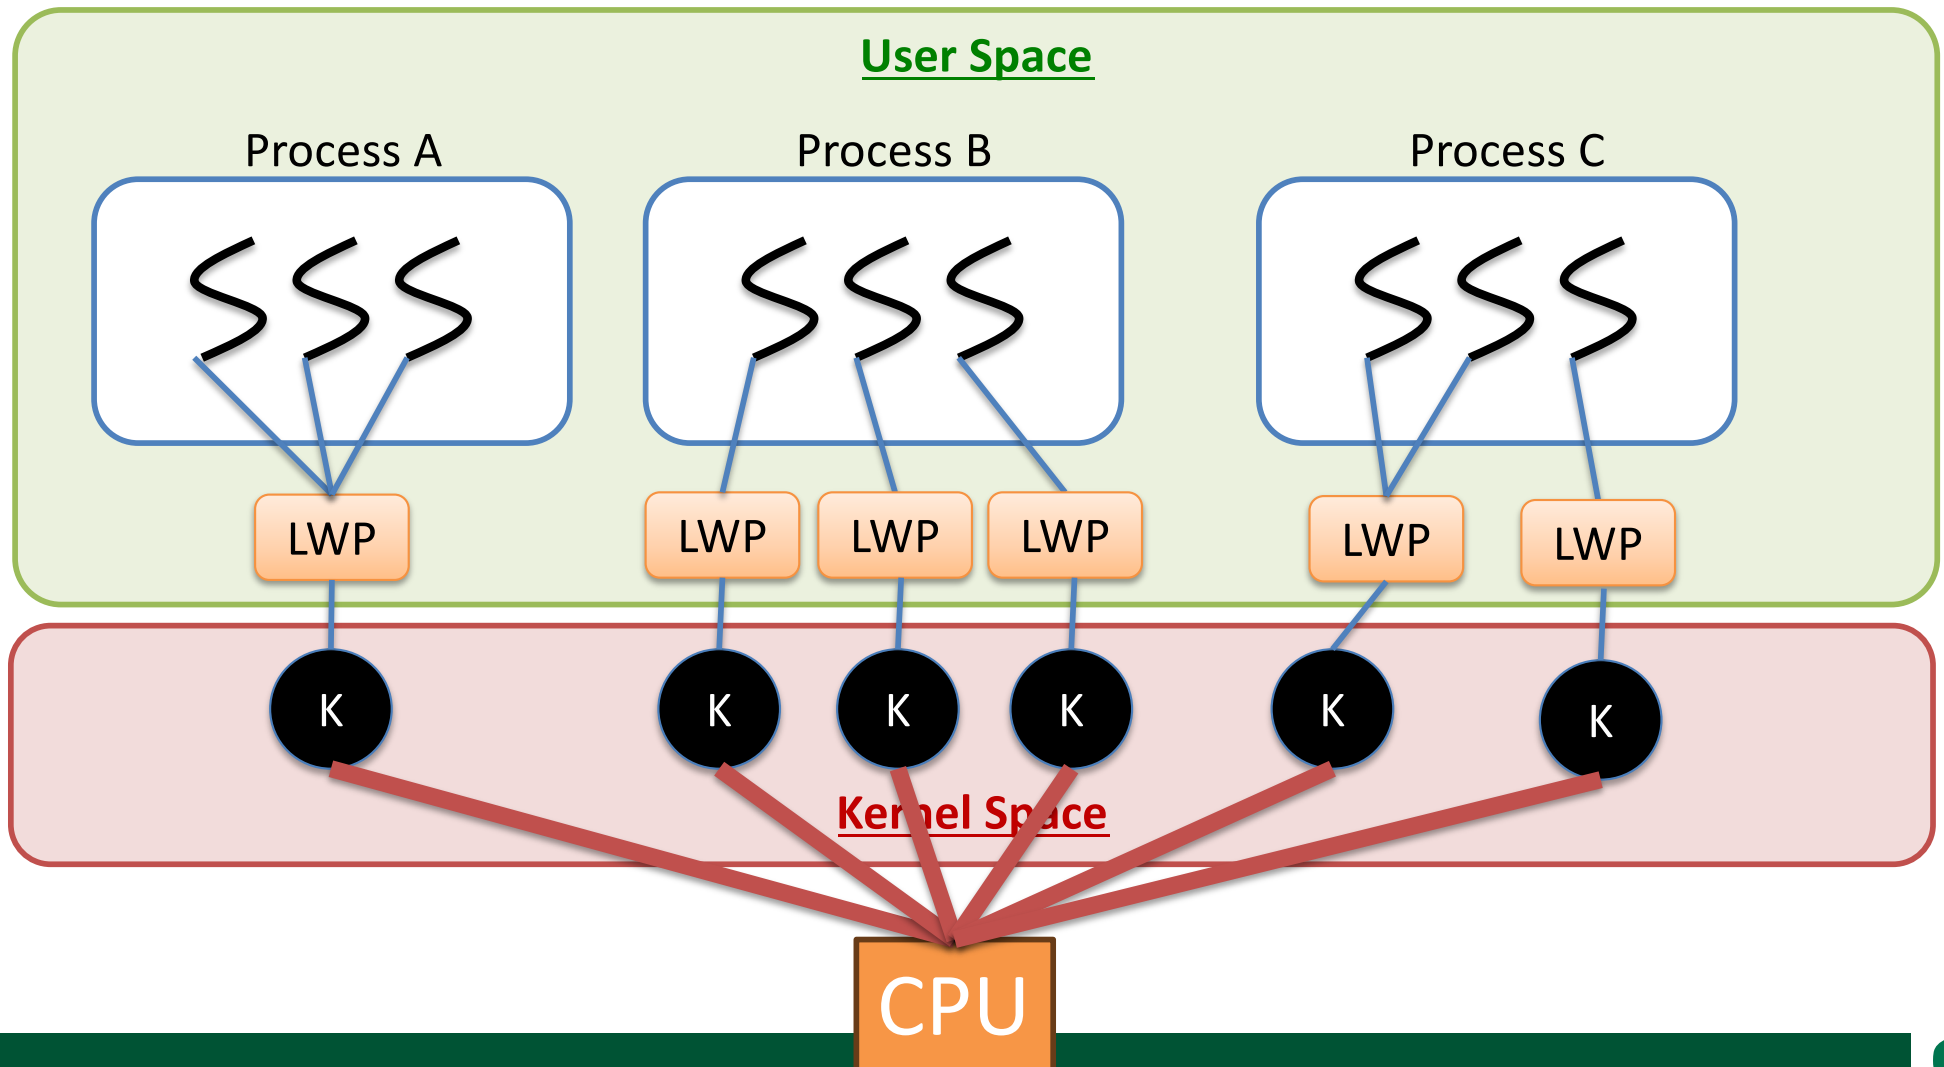 User Space
Process A
Process B
Process C
LWP
LWP
LWP
LWP
LWP
LWP
K
K
K
K
K
K
Kernel Space
CPU